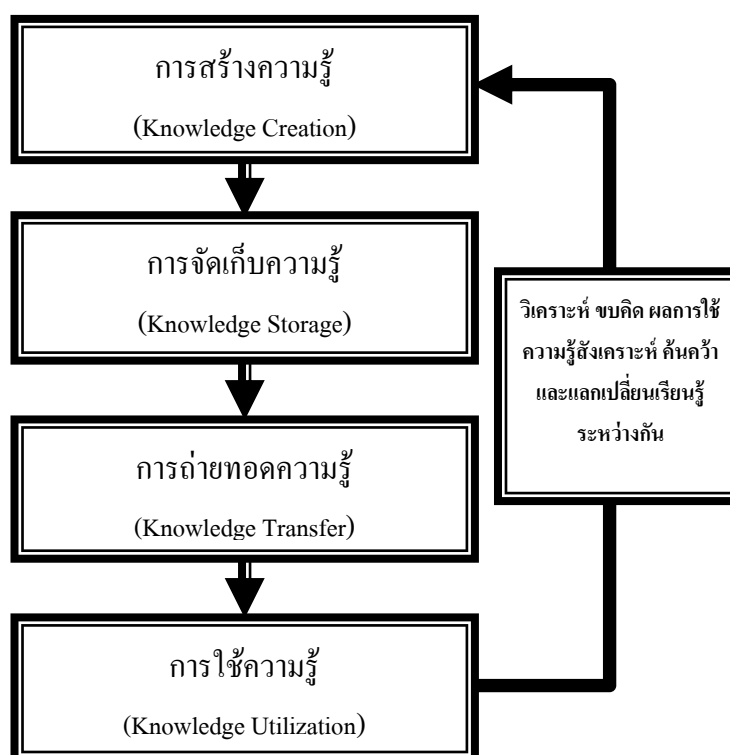 การสร้างความรู้
(Knowledge Creation)
การจัดเก็บความรู้
(Knowledge Storage)
วิเคราะห์ ขบคิด ผลการใช้
ความรู้สังเคราะห์ ค้นคว้า
และแลกเปลี่ยนเรียนรู้
ระหว่างกัน
การถ่ายทอดความรู้
(Knowledge Transfer)
การใช้ความรู้
(Knowledge Utilization)